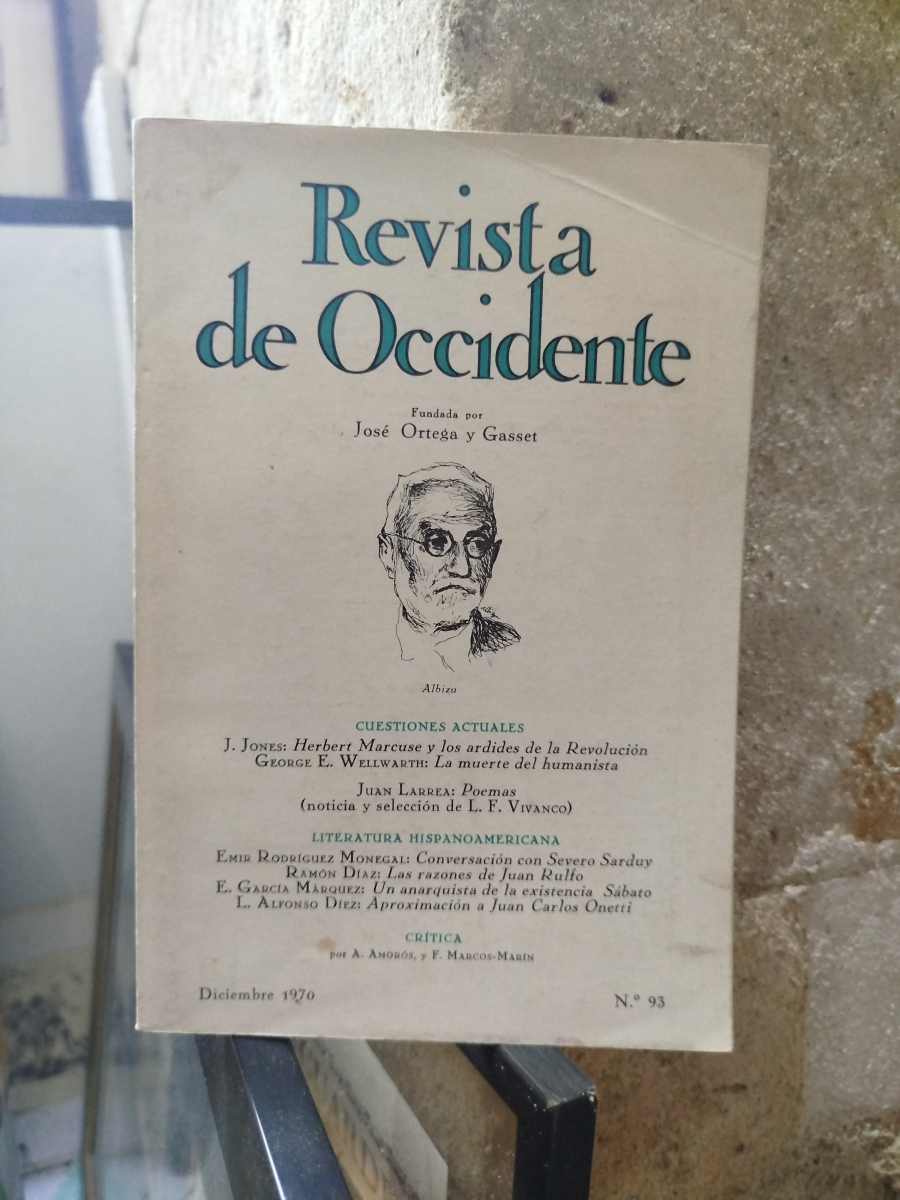 Revista
de Occidente
Fundada por
José Ortega y Gasset
Albizu
CUESTIONES ACTUALES
J. JONES: Herbert Marcuse y los ardides de la Revolución
GEORGE E. WELLWARTH: La muerte del humanista
JUAN LARREA: Poemas
(noticia y selección de L. F. VIVANCO)
LITERATURA HISPANOAMERICANA
EMIR RODRÍGUEZ MONEGAL: Conversación con Severo Sarduy
RAMÓN DÍAZ: Las razones de Juan Rulfo
E. GARCÍA MÁRQUEZ: Un anarquista de la existencia Sábato
L. ALFONSO DÍEZ: Aproximación a Juan Carlos Onetti
CRÍTICA
por A. AMORÓS, y F. MARCOS-MARÍN
Diciembre 1970
N.º 93